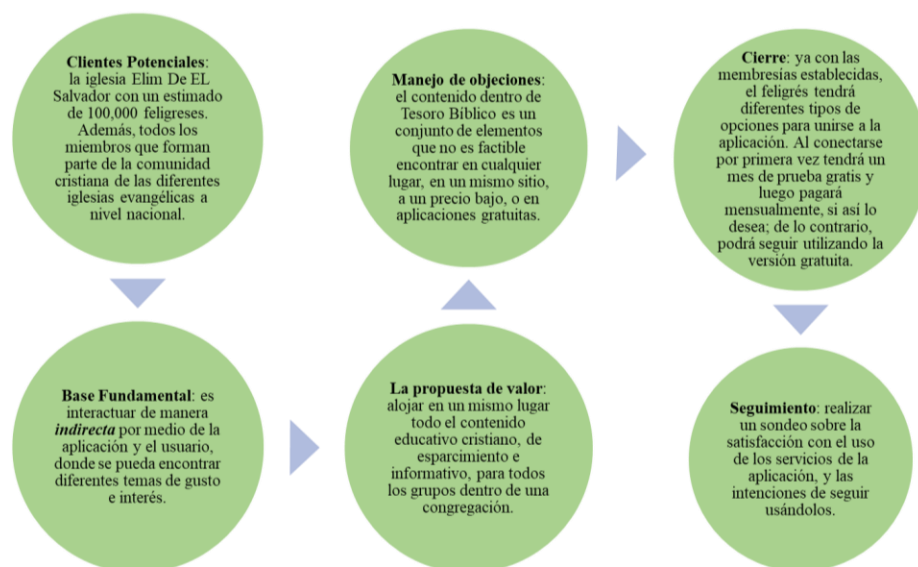 Clientes Potenciales:
la iglesia Elim De EL
Salvador con un estimado
de 100,000 feligreses.
Además, todos los
miembros que forman
parte de la comunidad
cristiana de las diferentes
iglesias evangélicas a
nivel nacional.
Base Fundamental: es
interactuar de manera
indirecta por medio de la
aplicación y el usuario,
donde se pueda encontrar
diferentes temas de gusto
e interés.
La propuesta de valor:
alojar en un mismo lugar
todo el contenido
educativo cristiano, de
esparcimiento e
informativo, para todos
los grupos dentro de una
congregación.
Manejo de objeciones:
el contenido dentro de
Tesoro Bíblico es un
conjunto de elementos
que no es factible
encontrar en cualquier
lugar, en un mismo sitio,
a un precio bajo, o en
aplicaciones gratuitas.
Cierre: ya con las
membresías establecidas,
el feligrés tendrá
diferentes tipos de
opciones para unirse a la
aplicación. Al conectarse
por primera vez tendrá un
mes de prueba gratis y
luego pagará
mensualmente, si así lo
desea; de lo contrario,
podrá seguir utilizando la
versión gratuita.
Seguimiento: realizar
un sondeo sobre la
satisfacción con el uso
de los servicios de la
aplicación, y las
intenciones de seguir
usándolos.